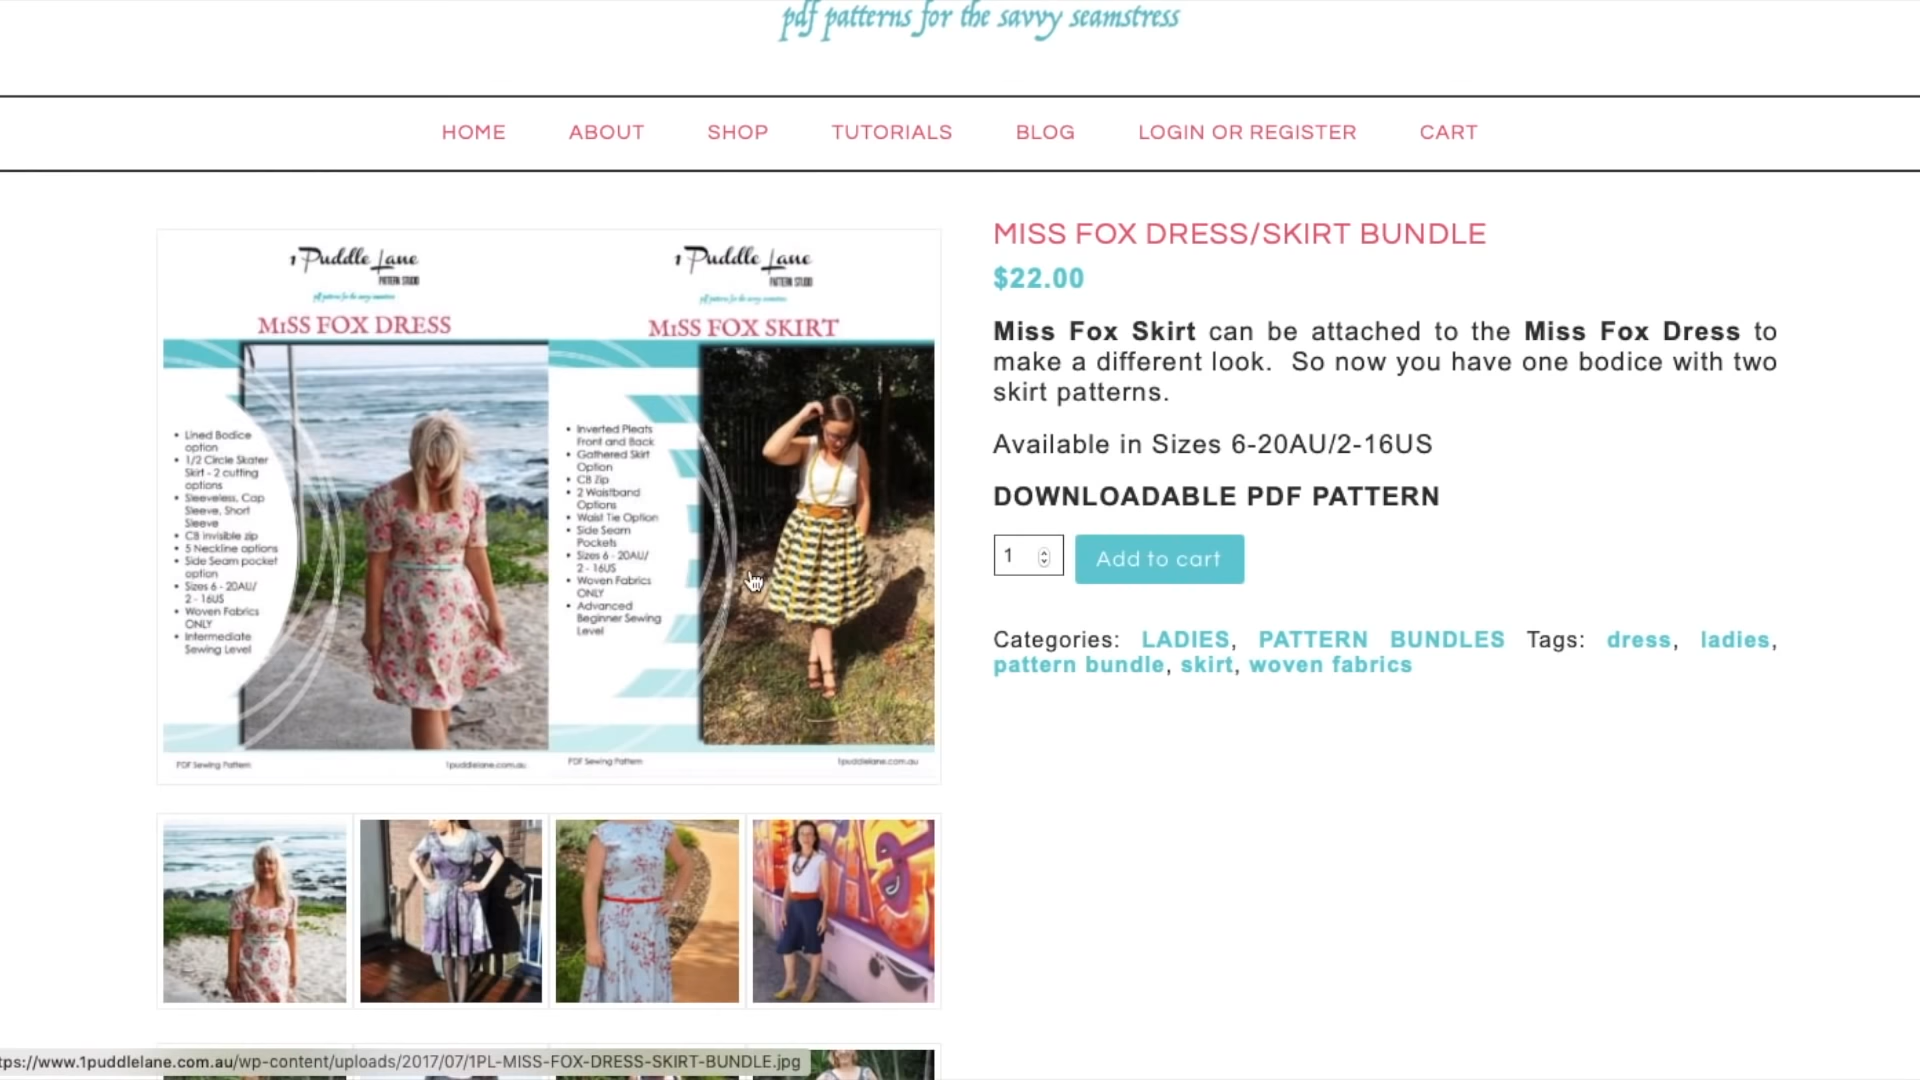 pdf patterns for the savvy seamstress
HOME ABOUT SHOP TUTORIALS BLOG LOGIN OR REGISTER CART
1 Puddle Lane
PATTERN STUDIO
pdf patterns for the savvy seamstress
MISS FOX DRESS
• Lined Bodice
option
• 1/2 Circle Skater
Skirt - 2 cutting
options
• Sleeveless, Cap
Sleeve, Short
Sleeve
• CB invisible zip
• 5 Neckline options
• Side Seam pocket
option
• Sizes 6 - 20AU/
2 - 16US
• Woven Fabrics
ONLY
• Intermediate
Sewing Level
PDF Sewing Pattern
1puddlelane.com.au
1 Puddle Lane
PATTERN STUDIO
pdf patterns for the savvy seamstress
MISS FOX SKIRT
• Inverted Pleats
Front and Back
• Gathered Skirt
Option
• CB Zip
• 2 Waistband
Options
• Waist Tie Option
• Side Seam
Pockets
• Sizes 6 - 20AU/
2 - 16US
• Woven Fabrics
ONLY
• Advanced
Beginner Sewing
Level
PDF Sewing Pattern
1puddlelane.com.au
MISS FOX DRESS/SKIRT BUNDLE
$22.00
Miss Fox Skirt can be attached to the Miss Fox Dress to
make a different look. So now you have one bodice with two
skirt patterns.
Available in Sizes 6-20AU/2-16US
DOWNLOADABLE PDF PATTERN
1 Add to cart
Categories: LADIES, PATTERN BUNDLES Tags: dress, ladies,
pattern bundle, skirt, woven fabrics
tps://www.1puddlelane.com.au/wp-content/uploads/2017/07/1PL-MISS-FOX-DRESS-SKIRT-BUNDLE.jpg